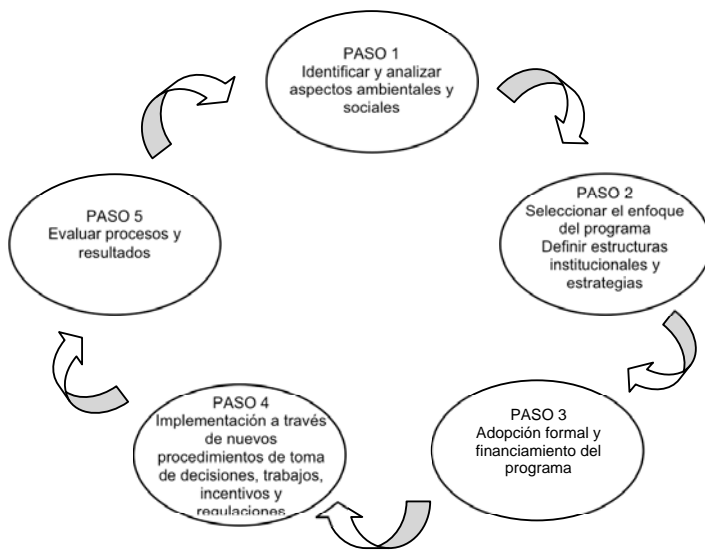 PASO 1
Identificar y analizar
aspectos ambientales y
sociales
PASO 2
Seleccionar el enfoque
del programa
Definir estructuras
institucionales y
estrategias
PASO 3
Adopción formal y
financiamiento del
programa
PASO 4
Implementación a través
de nuevos
procedimientos de toma
de decisiones, trabajos,
incentivos y
regulaciones
PASO 5
Evaluar procesos y
resultados